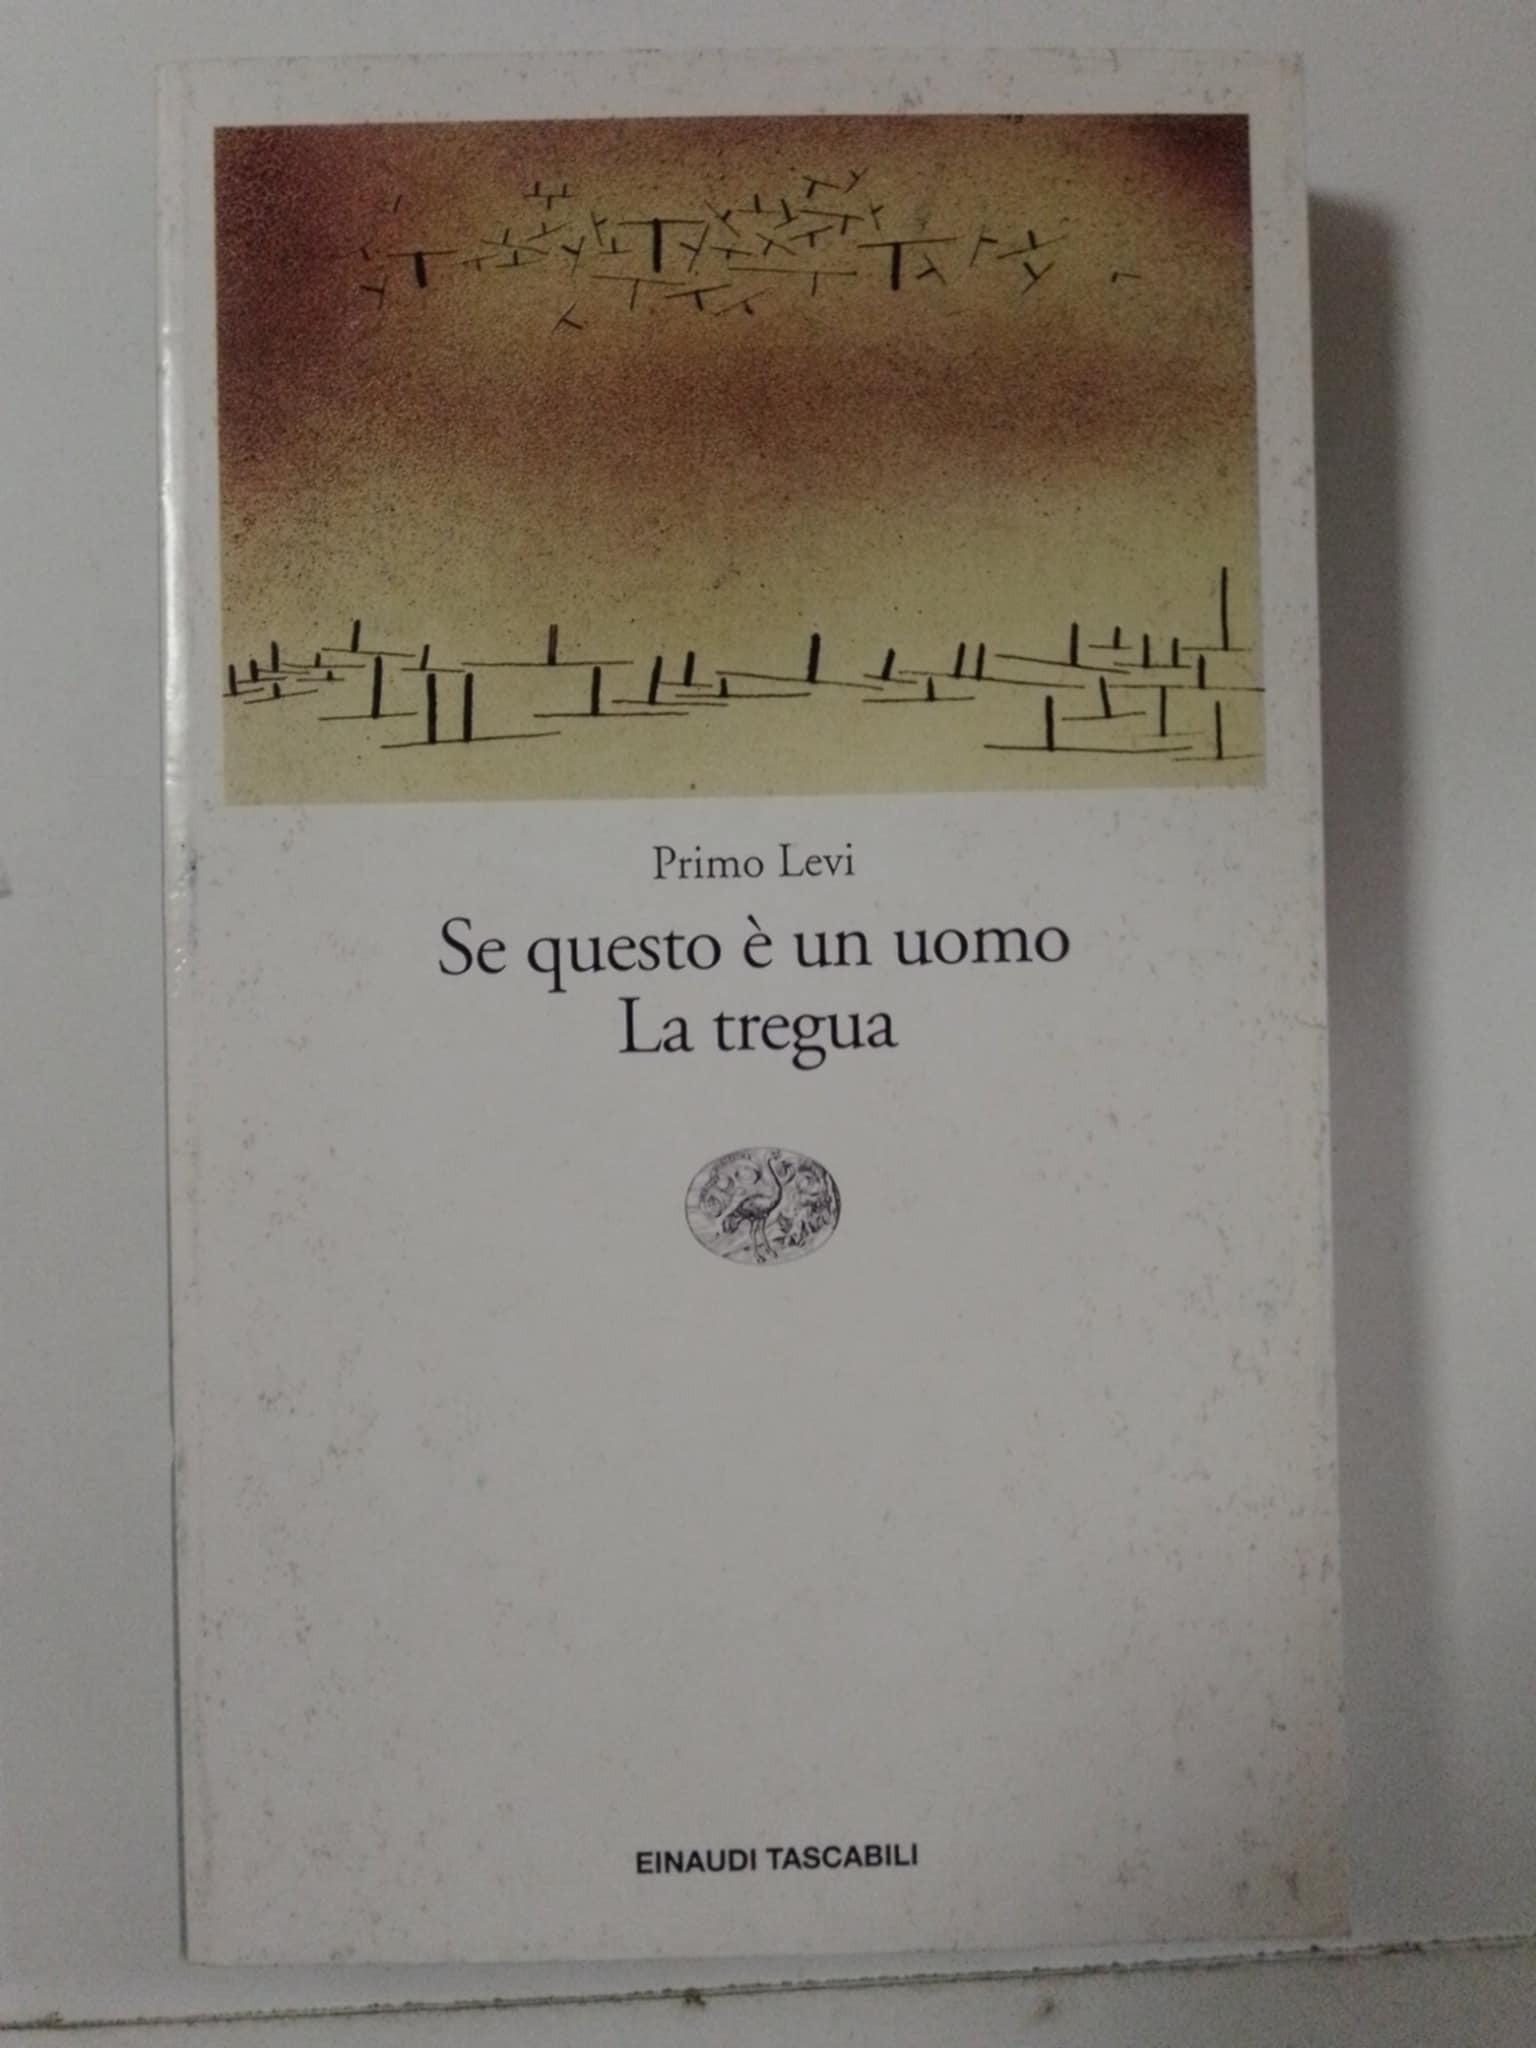 Primo Levi
Se questo è un uomo
La tregua
EINAUDI TASCABILI